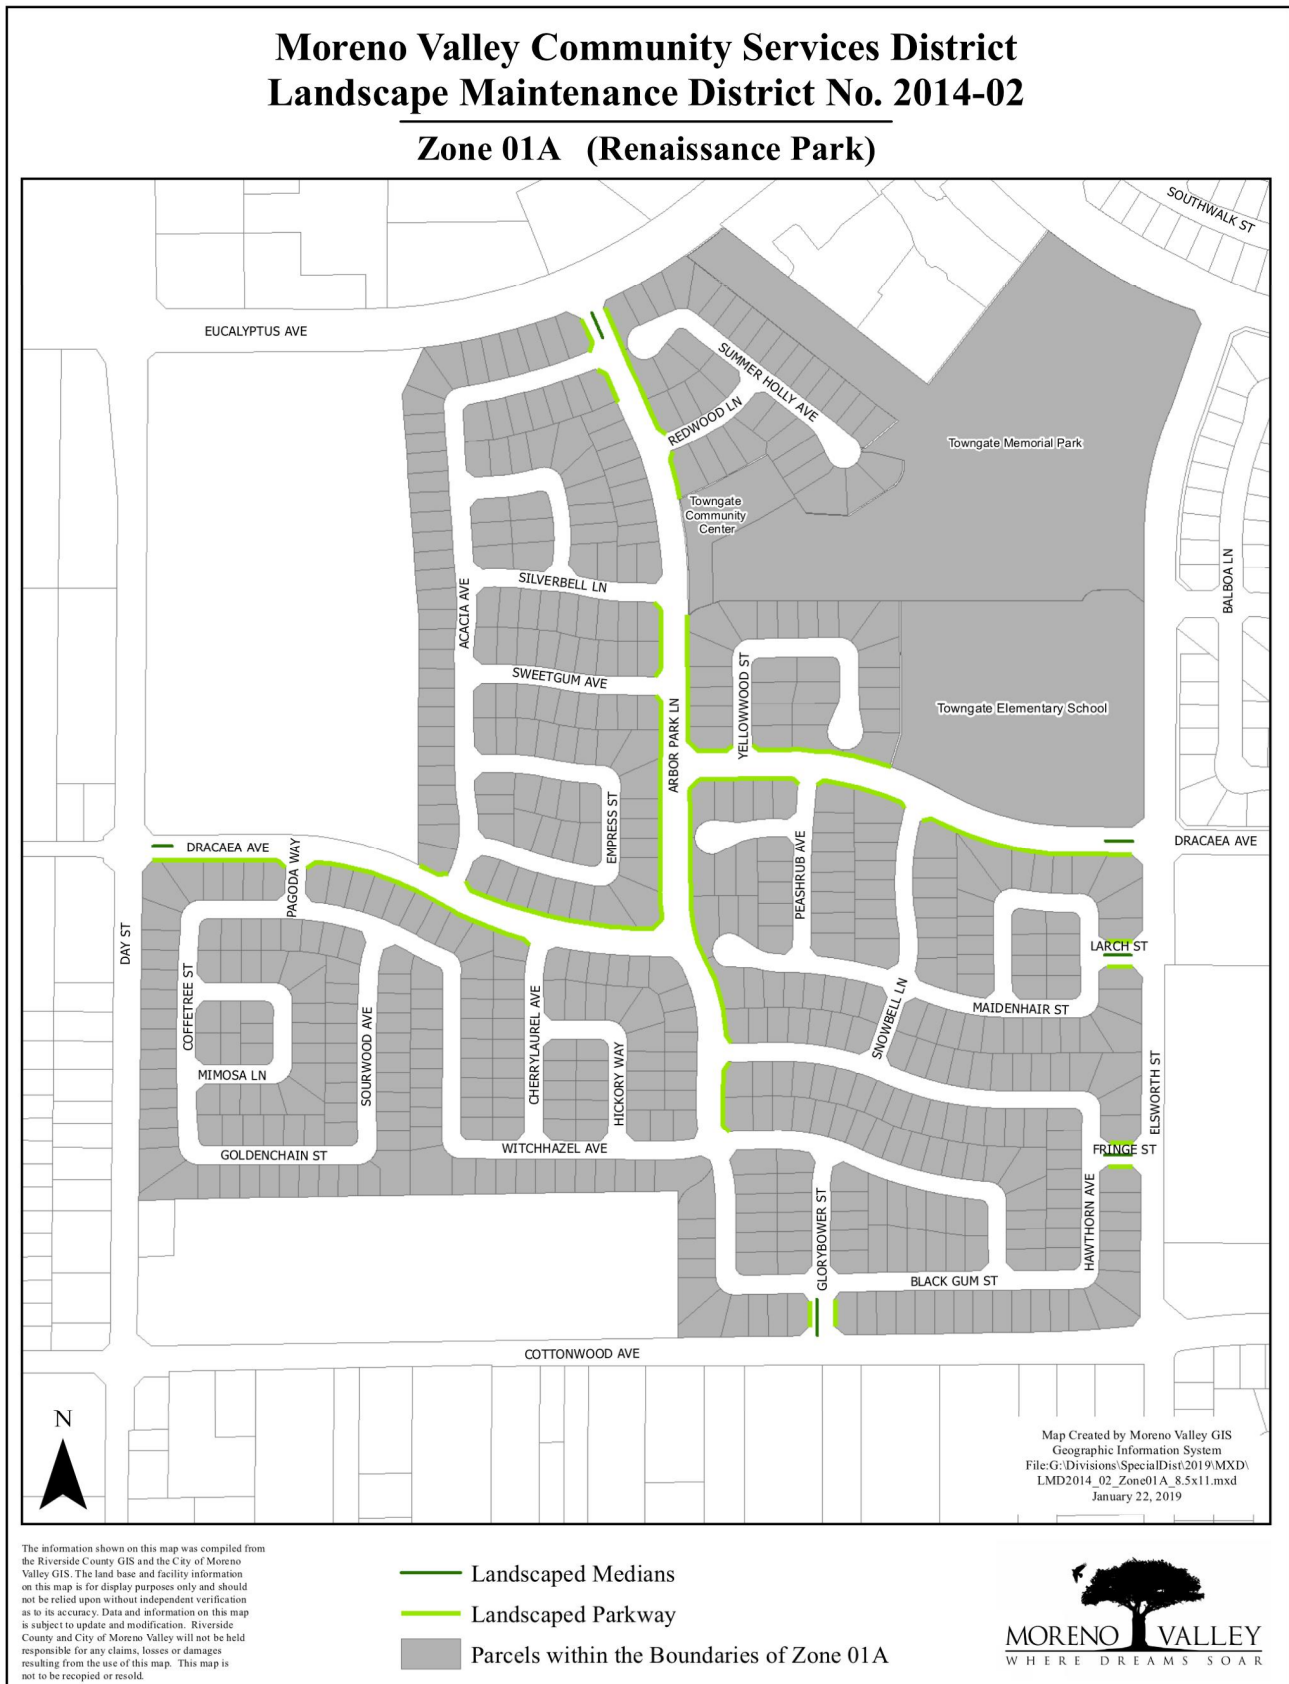 Moreno Valley Community Services District
Landscape Maintenance District No. 2014-02
Zone 01A (Renaissance Park)
SOUTHWALK ST
EUCALYPTUS AVE
SUMMER HOLLY AVE
REDWOOD LN
Towngate Memorial Park
Towngate
Community
Center
BALBOA LN
SILVERBELL LN
ACACIA AVE
SWEETGUM AVE
YELLOWWOOD ST
ARBOR PARK LN
Towngate Elementary School
EMPRESS ST
DRACAEA AVE
DRACAEA AVE
PAGODA WAY
PEASHRUB AVE
DAY ST
LARCH ST
COFFETREE ST
CHERRYLAUREL AVE
SOURWOOD AVE
SNOWBELL LN
MAIDENHAIR ST
MIMOSA LN
HICKORY WAY
ELSWORTH ST
GOLDENCHAIN ST
WITCHHAZEL AVE
FRINGE ST
GLORYBOWER ST
HAWTHORN AVE
BLACK GUM ST
COTTONWOOD AVE
N
Map Created by Moreno Valley GIS
Geographic Information System
File:G:\Divisions\SpecialDist\2019\MXD\
LMD2014_02_Zone01A_8.5x11.mxd
January 22, 2019
The information shown on this map was compiled from
the Riverside County GIS and the City of Moreno
Valley GIS. The land base and facility information
on this map is for display purposes only and should
not be relied upon without independent verification
as to its accuracy. Data and information on this map
is subject to update and modification. Riverside
County and City of Moreno Valley will not be held
responsible for any claims, losses or damages
resulting from the use of this map. This map is
not to be recopied or resold.
Landscaped Medians
Landscaped Parkway
Parcels within the Boundaries of Zone 01A
MORENO VALLEY
WHERE DREAMS SOAR